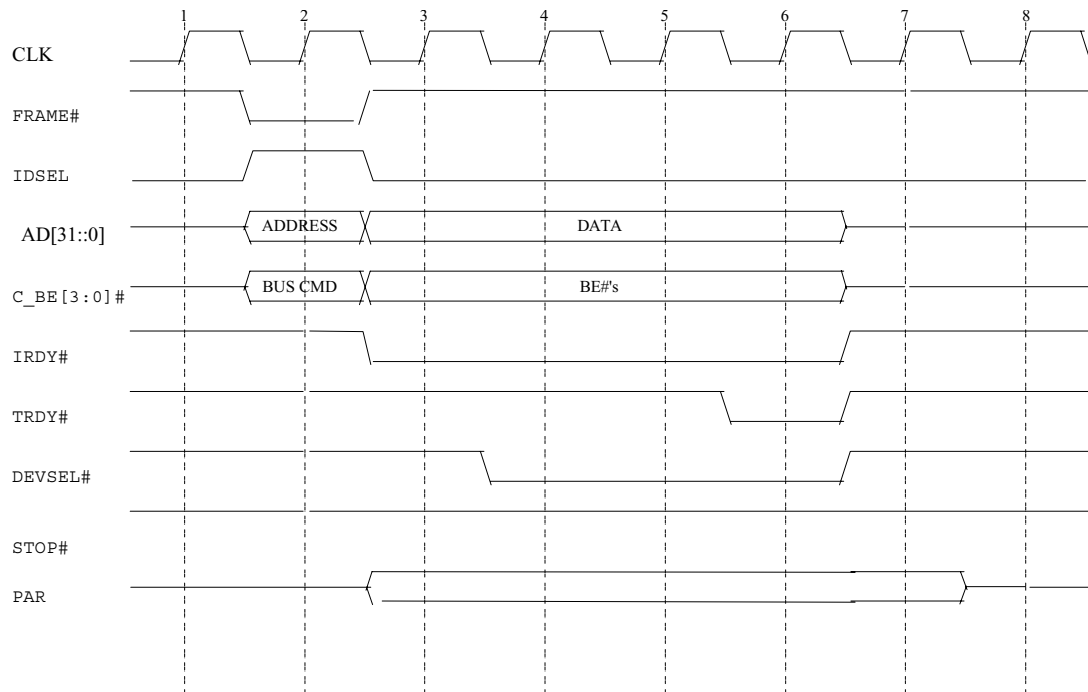 1 2 3 4 5 6 7 8
CLK
FRAME#
IDSEL
AD[31::0] ADDRESS DATA
C_BE[3:0]# BUS CMD BE#'s
IRDY#
TRDY#
DEVSEL#
STOP#
PAR